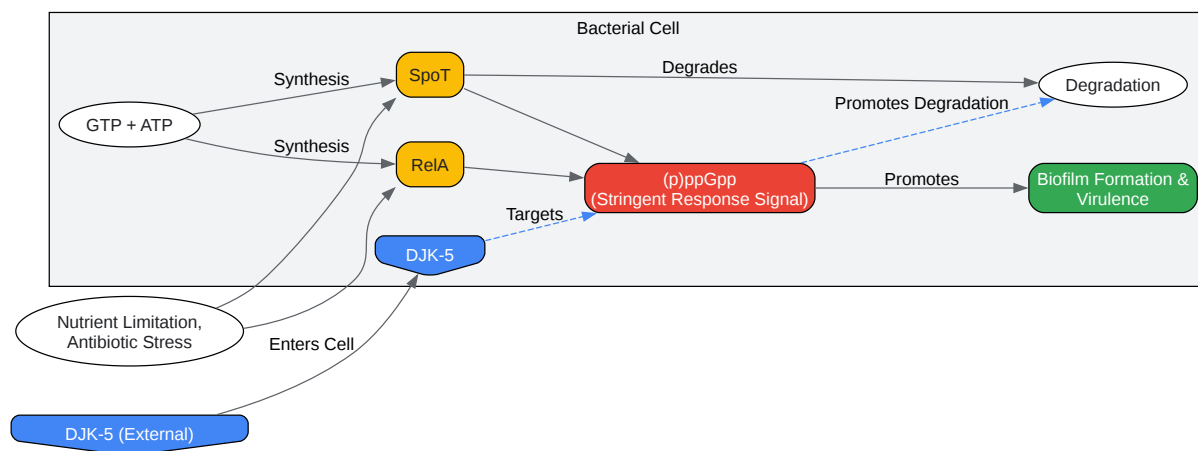 Bacterial Cell
SpoT
Synthesis
Degrades
Degradation
Promotes Degradation
GTP + ATP
Synthesis
RelA
(p)ppGpp
(Stringent Response Signal)
Promotes
Biofilm Formation &
Virulence
Targets
DJK-5
Nutrient Limitation,
Antibiotic Stress
Enters Cell
DJK-5 (External)